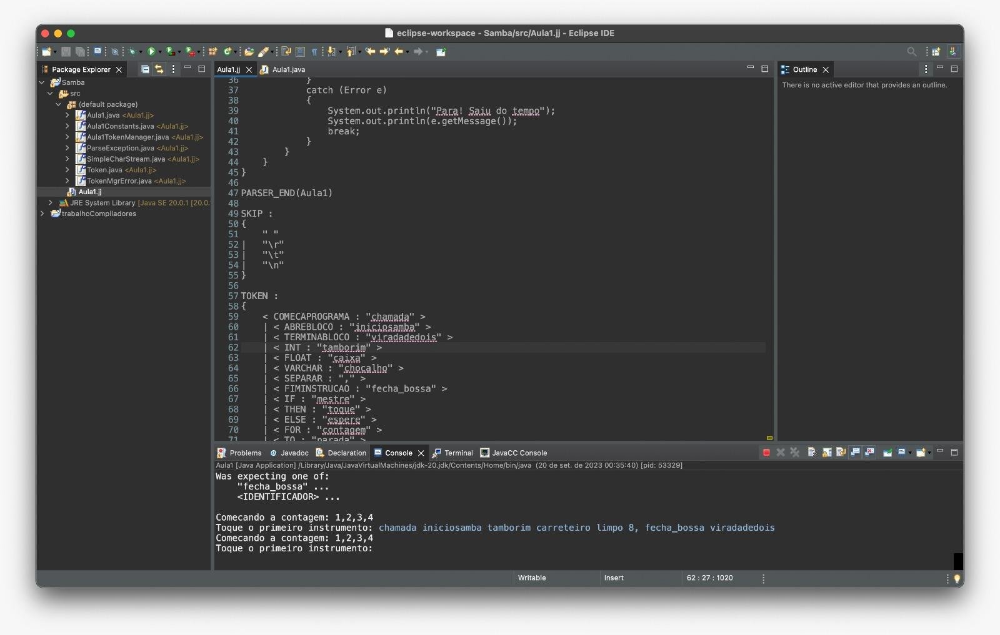 eclipse-workspace - Samba/src/Aula1.jj - Eclipse IDE
Package Explorer
Samba
src
(default package)
Aula1.java <Aula1.jj>
Aula1Constants.java <Aula1.jj>
Aula1TokenManager.java <Aula1.jj>
ParseException.java <Aula1.jj>
SimpleCharStream.java <Aula1.jj>
Token.java <Aula1.jj>
TokenMgrError.java <Aula1.jj>
Aula1.jj
JRE System Library [Java SE 20.0.1 [20.0.
trabalhoCompiladores
Aula1.jj
Aula1.java
36 }
37 catch (Error e)
38 {
39 System.out.println("Para! Saiu do tempo");
40 System.out.println(e.getMessage());
41 break;
42 }
43 }
44 }
45 }
46
47 PARSER_END(Aula1)
48
49 SKIP :
50 {
51 " "
52 | "\r"
53 | "\t"
54 | "\n"
55 }
56
57 TOKEN :
58 {
59 < COMECAPROGRAMA : "chamada" >
60 | < ABREBLOCO : "iniciosamba" >
61 | < TERMINABLOCO : "viradadedois" >
62 | < INT : "tamborim" >
63 | < FLOAT : "caixa" >
64 | < VARCHAR : "chocalho" >
65 | < SEPARAR : "," >
66 | < FIMINSTRUCAO : "fecha_bossa" >
67 | < IF : "mestre" >
68 | < THEN : "toque" >
69 | < ELSE : "espere" >
70 | < FOR : "contagem" >
71 | < TO : "parada" >
Outline
There is no active editor that provides an outline.
Problems
Javadoc
Declaration
Console
Terminal
JavaCC Console
Aula1 [Java Application] /Library/Java/JavaVirtualMachines/jdk-20.jdk/Contents/Home/bin/java (20 de set. de 2023 00:35:40) [pid: 53329]
Was expecting one of:
"fecha_bossa" ...
<IDENTIFICADOR> ...
Comecando a contagem: 1,2,3,4
Toque o primeiro instrumento: chamada iniciosamba tamborim carreteiro limpo 8, fecha_bossa viradadedois
Comecando a contagem: 1,2,3,4
Toque o primeiro instrumento:
Writable
Insert
62 : 27 : 1020